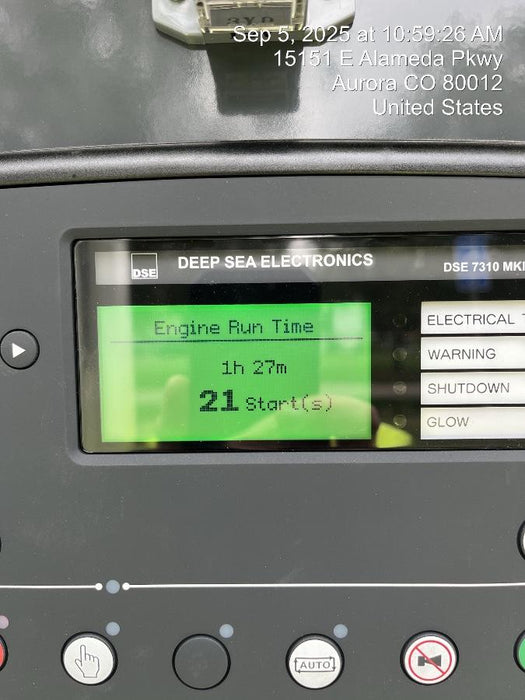 Sep 5, 2025 at 10:59:26 AM
15151 E Alameda Pkwy
Aurora CO 80012
United States
DSE
DEEP SEA ELECTRONICS
DSE 7310
Engine Run Time
1h 27m
21 Start(s)
ELECTRICAL
WARNING
SHUTDOWN
GLOW
AUTO